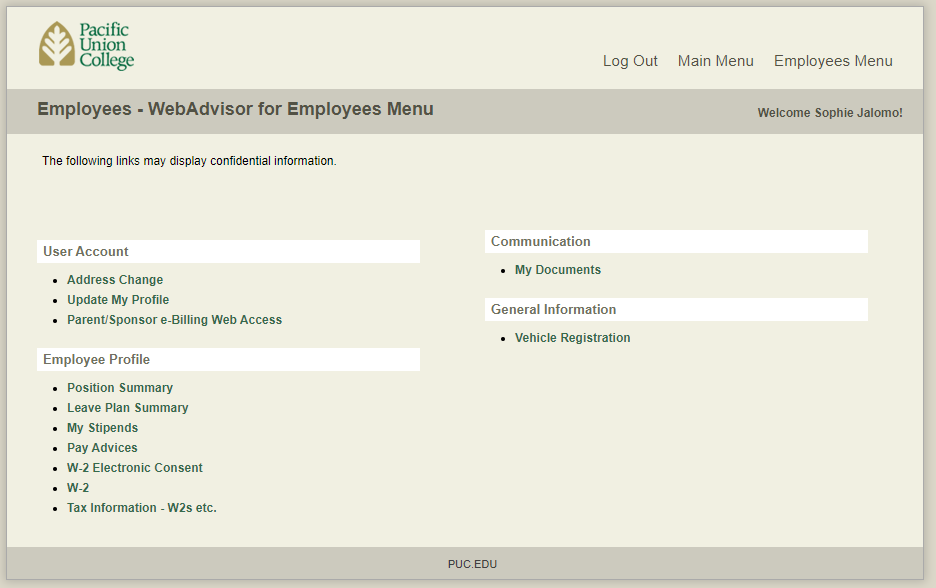 Pacific
Union
College
Log Out Main Menu Employees Menu
Employees - WebAdvisor for Employees Menu
Welcome Sophie Jalomo!
The following links may display confidential information.
User Account
Address Change
Update My Profile
Parent/Sponsor e-Billing Web Access
Employee Profile
Position Summary
Leave Plan Summary
My Stipends
Pay Advices
W-2 Electronic Consent
W-2
Tax Information - W2s etc.
Communication
My Documents
General Information
Vehicle Registration
PUC.EDU